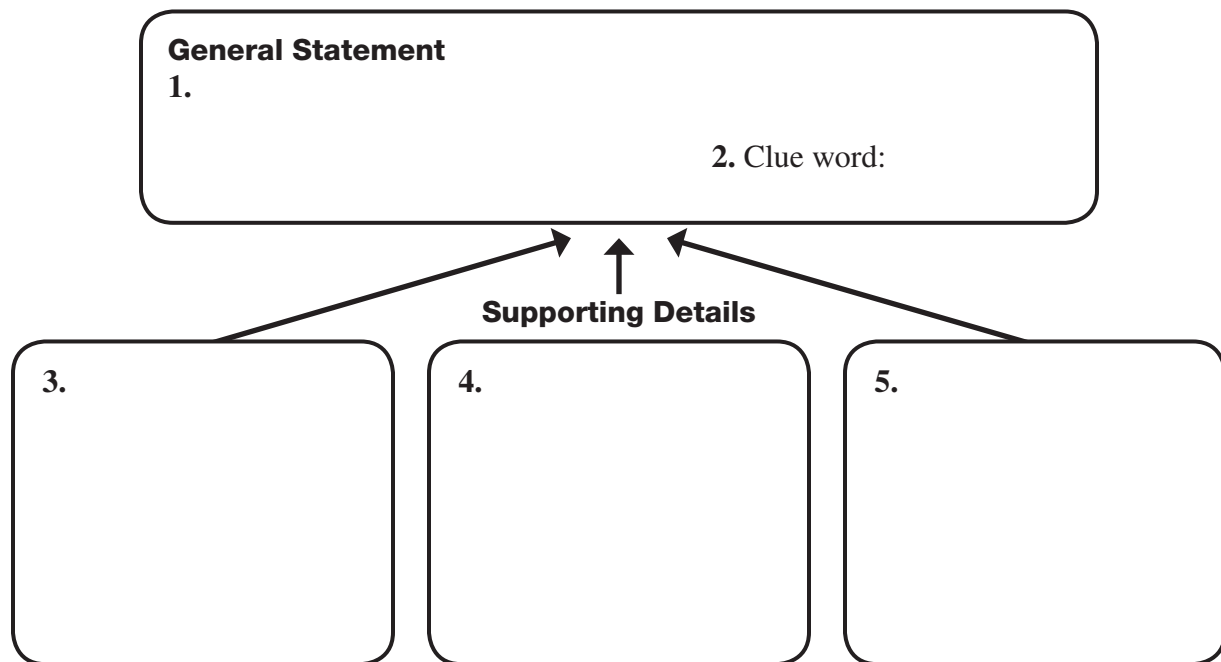 General Statement
1.
2. Clue word:
Supporting Details
3.
4.
5.